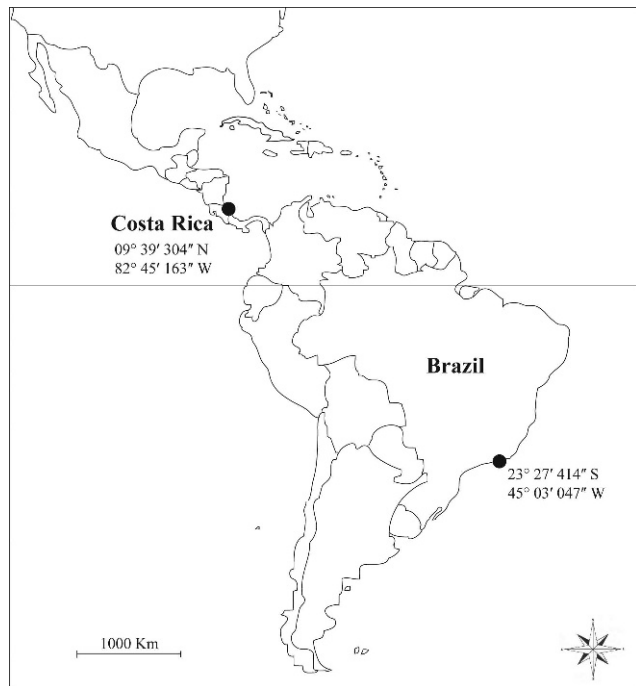 Costa Rica
09° 39′ 304″ N
82° 45′ 163″ W
Brazil
23° 27′ 414″ S
45° 03′ 047″ W
1000 Km